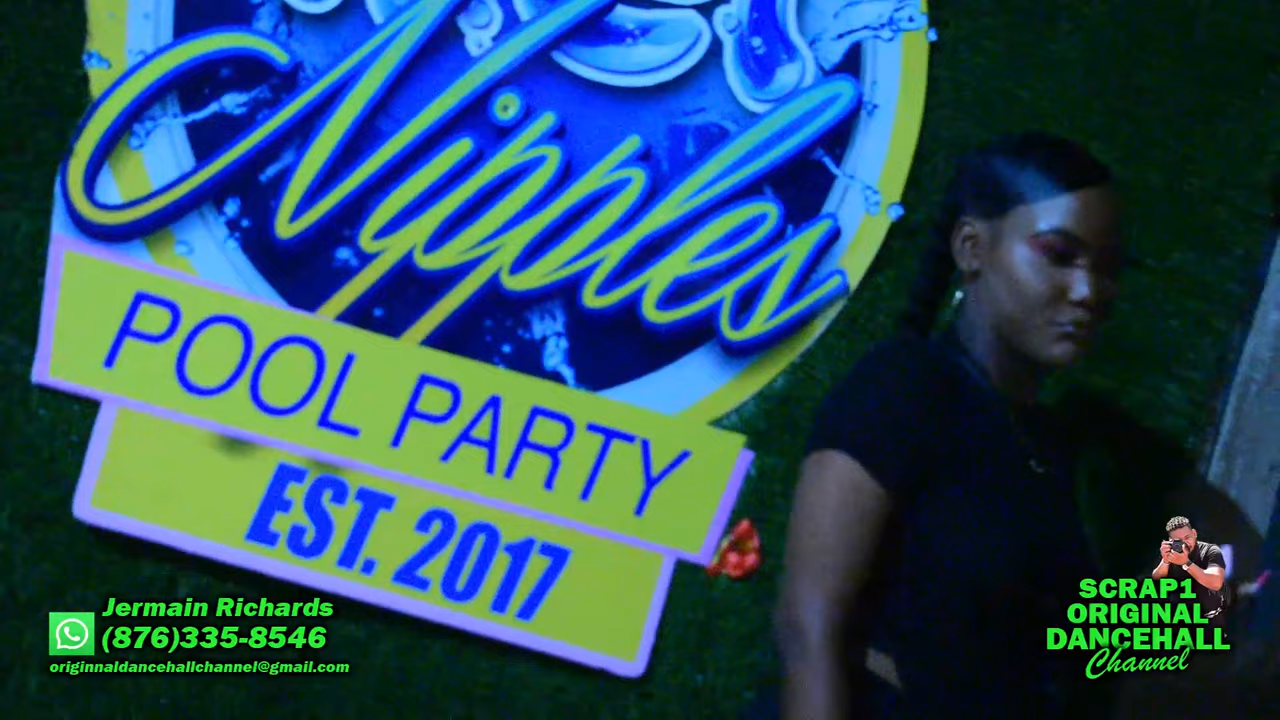 Nipples
POOL PARTY
EST. 2017
Jermain Richards
(876)335-8546
originnaldancehallchannel@gmail.com
SCRAP1
ORIGINAL
DANCEHALL
Channel